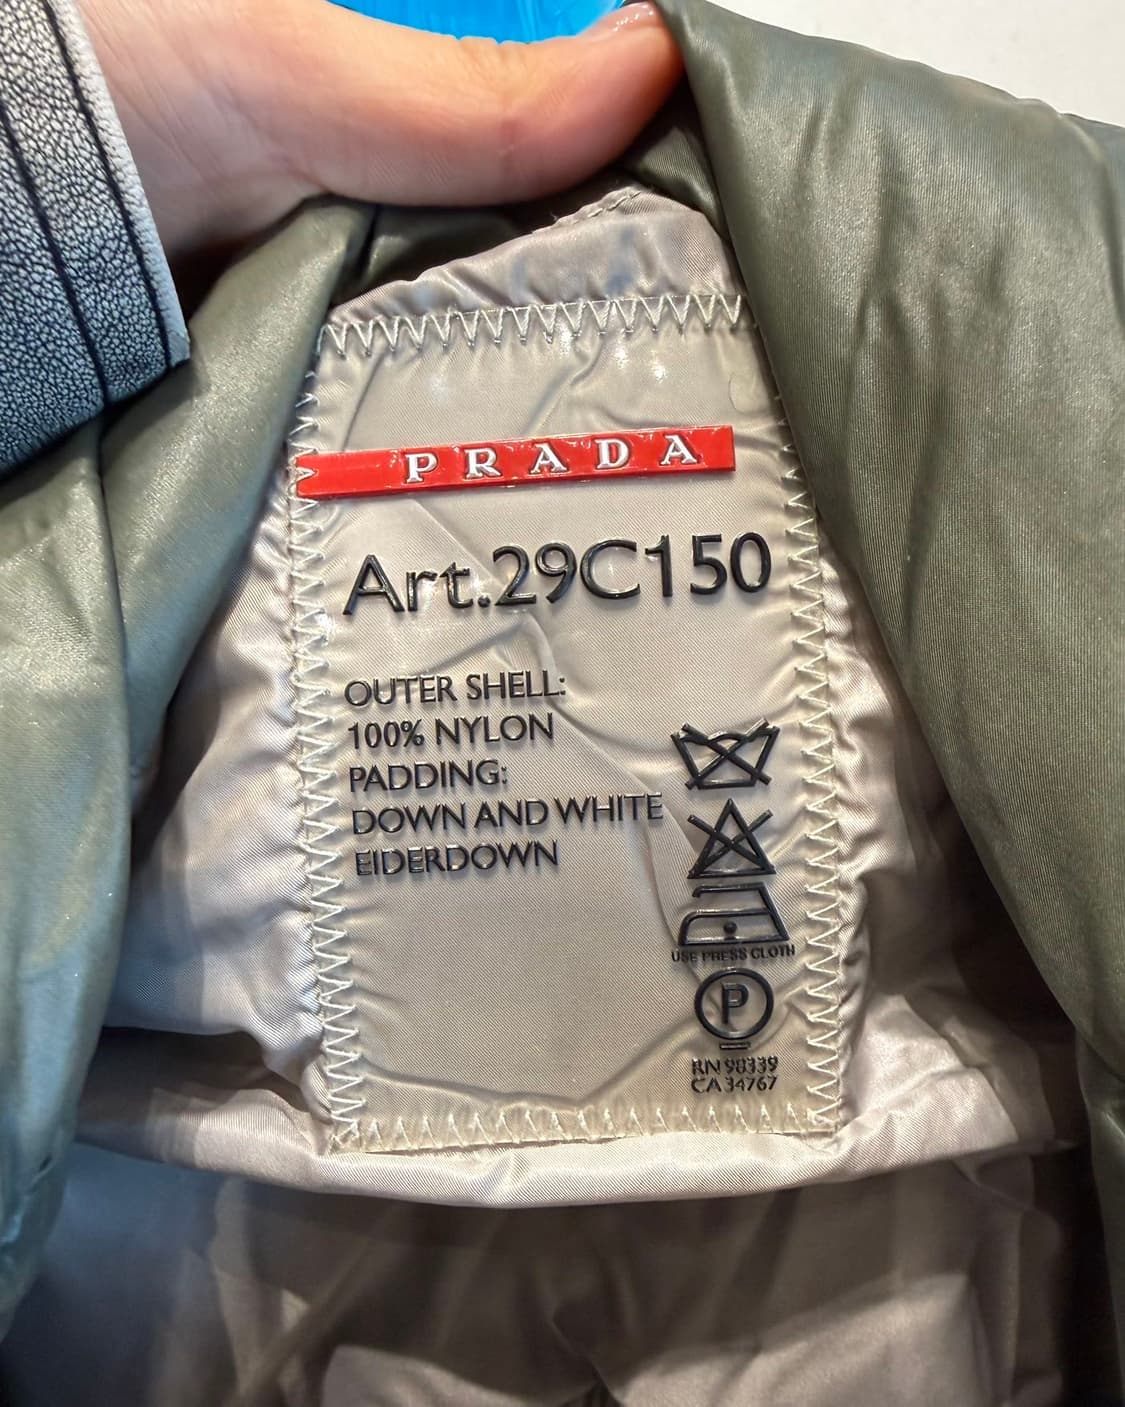 PRADA
Art.29C150
OUTER SHELL:
100% NYLON
PADDING:
DOWN AND WHITE
EIDERDOWN
USE PRESS CLOTH
P
RN 98339
CA 34767